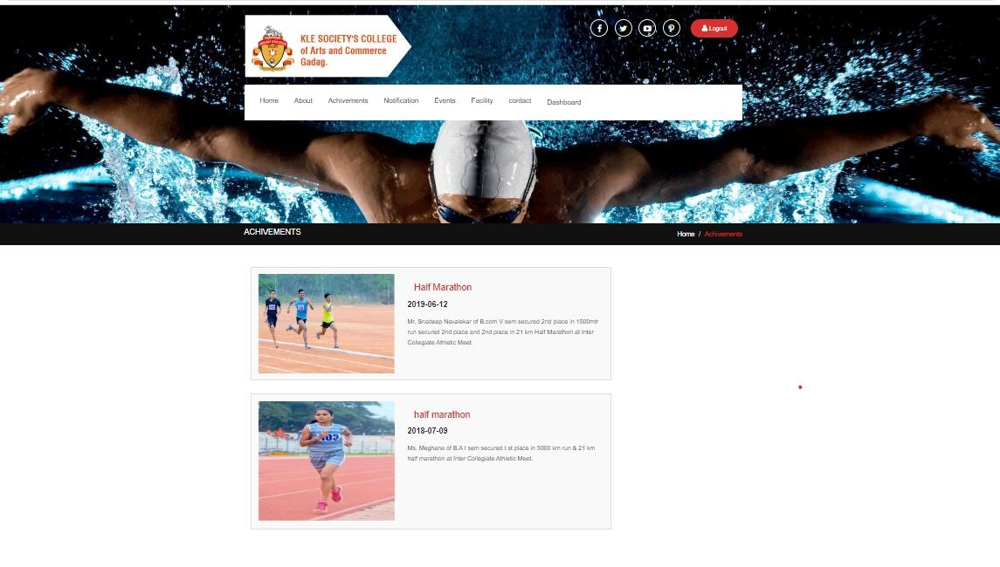 KLE SOCIETY'S COLLEGE
of Arts and Commerce
Gadag.
Logout
Home About Achivements Notification Events Facility contact Dashboard
ACHIVEMENTS
Home / Achivements
Half Marathon
2019-06-12
Mr. Snadeep Navalekar of B.com V sem secured 2nd place in 1500mtr
run secured 2nd place and 2nd place in 21 km Half Marathon at Inter
Collegiate Athletic Meet
half marathon
2018-07-09
Ms. Meghana of B.A I sem secured I st place in 5000 km run & 21 km
half marathon at Inter Collegiate Athletic Meet.